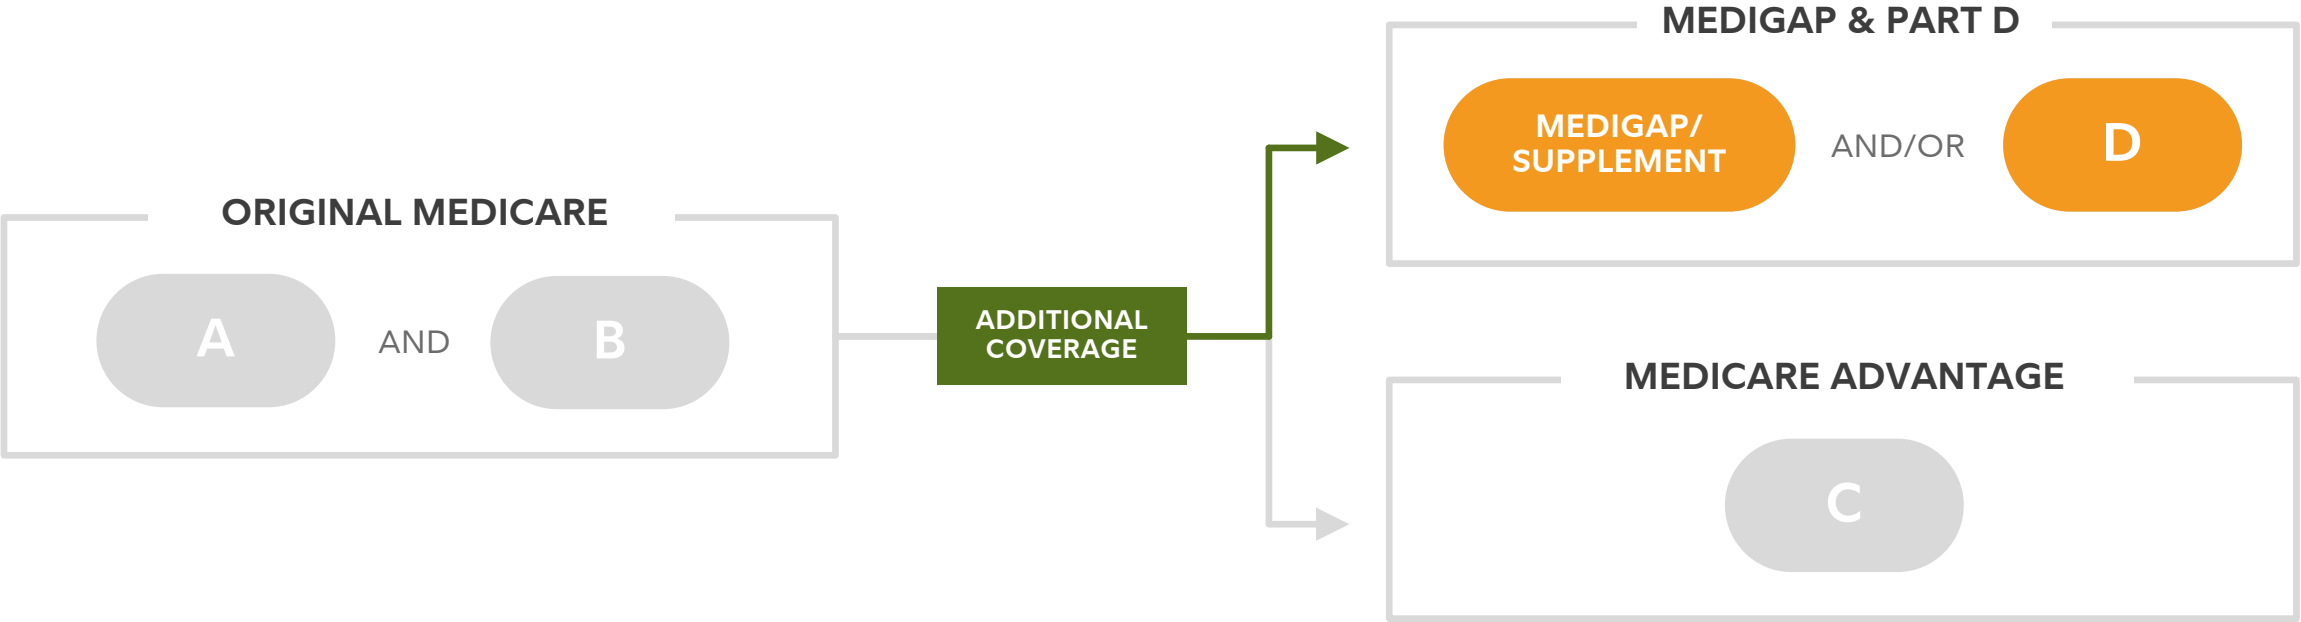 ORIGINAL MEDICARE
A AND B
ADDITIONAL
COVERAGE
MEDIGAP & PART D
MEDIGAP/
SUPPLEMENT
AND/OR
D
MEDICARE ADVANTAGE
C